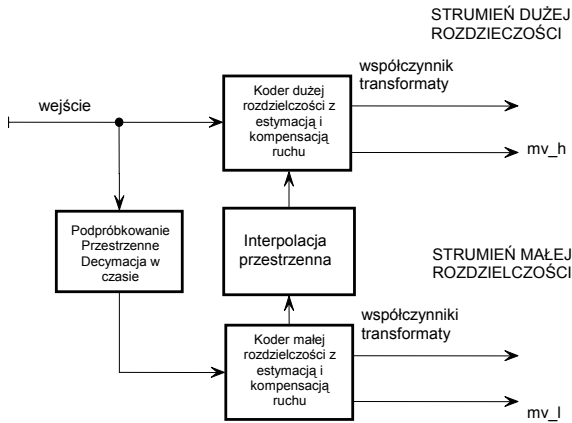 STRUMIEŃ DUŻEJ
ROZDZIECZOŚCI
współczynnik
transformaty
wejście
Koder dużej
rozdzielczości z
estymacją i
kompensacją
ruchu
mv_h
Podpróbkowanie
Przestrzenne
Decymacja w
czasie
Interpolacja
przestrzenna
STRUMIEŃ MAŁEJ
ROZDZIELCZOŚCI
współczynniki
transformaty
Koder małej
rozdzielczości z
estymacją i
kompensacją
ruchu
mv_l